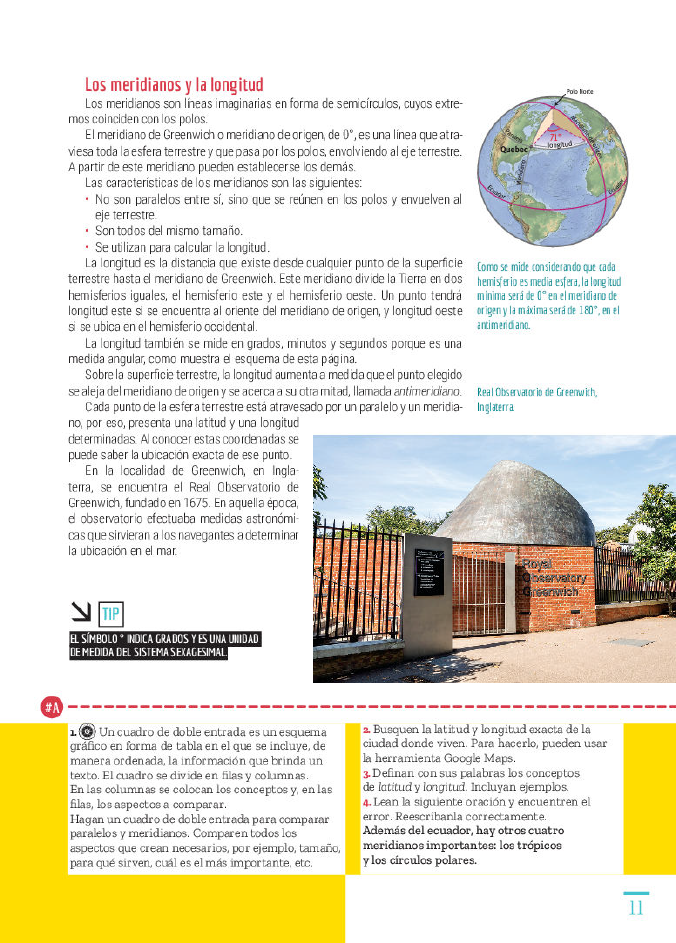 Los meridianos y la longitud
Los meridianos son líneas imaginarias en forma de semicírculos, cuyos extre-
mos coinciden con los polos.
El meridiano de Greenwich o meridiano de origen, de 0°, es una línea que atra-
viesa toda la esfera terrestre y que pasa por los polos, envolviendo al eje terrestre.
A partir de este meridiano pueden establecerse los demás.
Las características de los meridianos son las siguientes:
• No son paralelos entre sí, sino que se reúnen en los polos y envuelven al
eje terrestre.
• Son todos del mismo tamaño.
• Se utilizan para calcular la longitud.
La longitud es la distancia que existe desde cualquier punto de la superficie
terrestre hasta el meridiano de Greenwich. Este meridiano divide la Tierra en dos
hemisferios iguales, el hemisferio este y el hemisferio oeste. Un punto tendrá
longitud este si se encuentra al oriente del meridiano de origen, y longitud oeste
si se ubica en el hemisferio occidental.
La longitud también se mide en grados, minutos y segundos porque es una
medida angular, como muestra el esquema de esta página.
Sobre la superficie terrestre, la longitud aumenta a medida que el punto elegido
se aleja del meridiano de origen y se acerca a su otra mitad, llamada antimeridiano.
Cada punto de la esfera terrestre está atravesado por un paralelo y un meridia-
no, por eso, presenta una latitud y una longitud
determinadas. Al conocer estas coordenadas se
puede saber la ubicación exacta de ese punto.
En la localidad de Greenwich, en Ingla-
terra, se encuentra el Real Observatorio de
Greenwich, fundado en 1675. En aquella época,
el observatorio efectuaba medidas astronómi-
cas que sirvieran a los navegantes a determinar
la ubicación en el mar.
Polo Norte
71°
Quebec
longitud
Ecuador
Como se mide considerando que cada
hemisferio es media esfera, la longitud
mínima será de 0° en el meridiano de
origen y la máxima será de 180°, en el
antimeridiano.
Real Observatorio de Greenwich,
Inglaterra.
Royal
Observatory
Greenwich
TIP
EL SÍMBOLO ° INDICA GRADOS Y ES UNA UNIDAD
DE MEDIDA DEL SISTEMA SEXAGESIMAL.
#A
1. Un cuadro de doble entrada es un esquema
gráfico en forma de tabla en el que se incluye, de
manera ordenada, la información que brinda un
texto. El cuadro se divide en filas y columnas.
En las columnas se colocan los conceptos y, en las
filas, los aspectos a comparar.
Hagan un cuadro de doble entrada para comparar
paralelos y meridianos. Comparen todos los
aspectos que crean necesarios, por ejemplo, tamaño,
para qué sirven, cuál es el más importante, etc.
2. Busquen la latitud y longitud exacta de la
ciudad donde viven. Para hacerlo, pueden usar
la herramienta Google Maps.
3. Definan con sus palabras los conceptos
de latitud y longitud. Incluyan ejemplos.
4. Lean la siguiente oración y encuentren el
error. Reescríbanla correctamente.
Además del ecuador, hay otros cuatro
meridianos importantes: los trópicos
y los círculos polares.
11